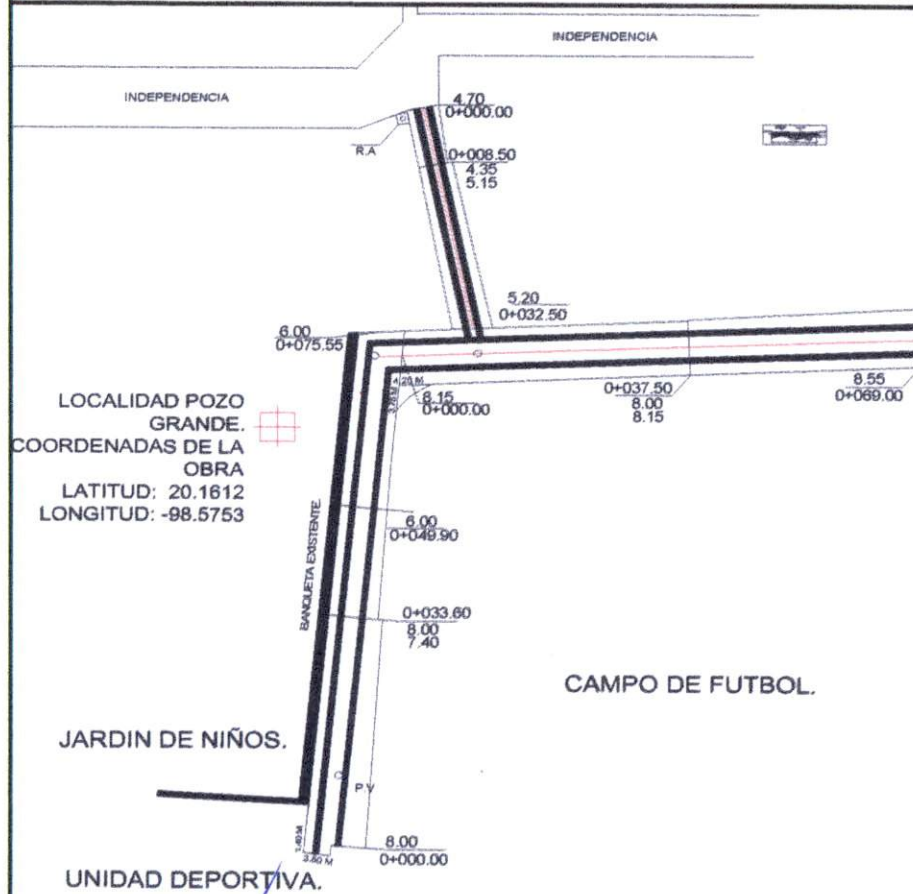 INDEPENDENCIA
INDEPENDENCIA
4.70
0+000.00
R.A
0+008.50
4.35
5.15
5.20
0+032.50
6.00
0+075.55
4.20 M
8.15
0+000.00
0+037.50
8.00
8.15
8.55
0+069.00
LOCALIDAD POZO
GRANDE.
COORDENADAS DE LA
OBRA
LATITUD: 20.1612
LONGITUD: -98.5753
BANQUETA EXISTENTE.
6.00
0+049.90
0+033.60
8.00
7.40
CAMPO DE FUTBOL.
JARDIN DE NIÑOS.
P.V
8.00
0+000.00
3.60 M
UNIDAD DEPORTIVA.